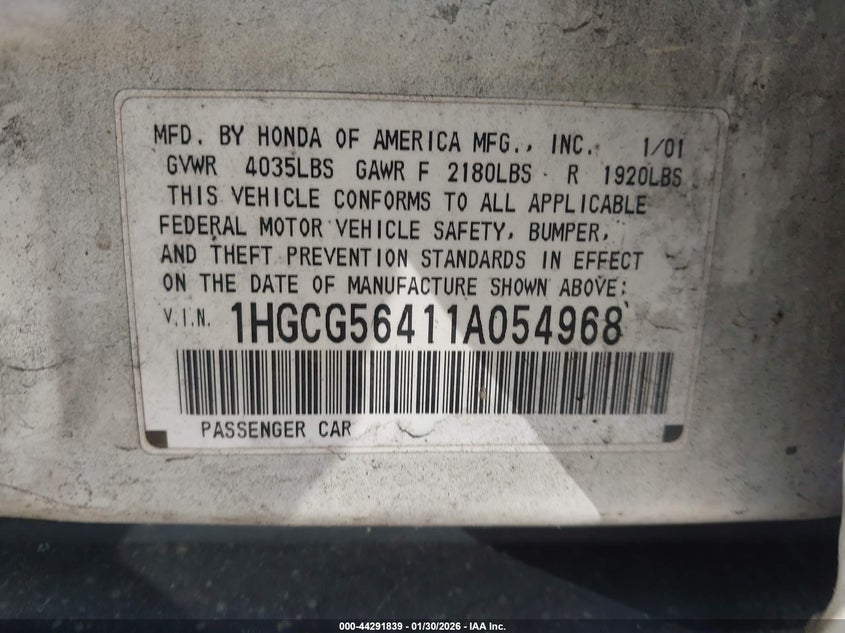 MFD. BY HONDA OF AMERICA MFG., INC. 1/01
GVWR 4035LBS GAWR F 2180LBS R 1920LBS
THIS VEHICLE CONFORMS TO ALL APPLICABLE
FEDERAL MOTOR VEHICLE SAFETY, BUMPER,
AND THEFT PREVENTION STANDARDS IN EFFECT
ON THE DATE OF MANUFACTURE SHOWN ABOVE:
V.I.N. 1HGCG56411A054968
PASSENGER CAR
000-44291839 - 01/30/2026 - IAA Inc.